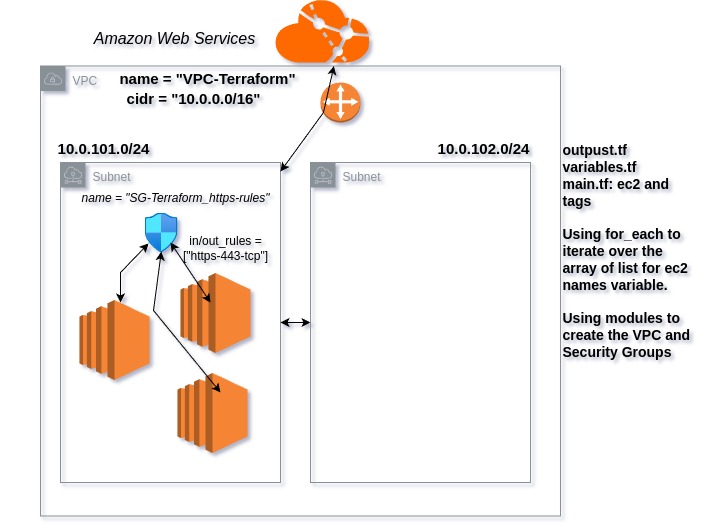 Amazon Web Services
VPC
name = "VPC-Terraform"
cidr = "10.0.0.0/16"
10.0.101.0/24
10.0.102.0/24
Subnet
Subnet
name = "SG-Terraform_https-rules"
in/out_rules =
["https-443-tcp"]
outpust.tf
variables.tf
main.tf: ec2 and
tags
Using for_each to
iterate over the
array of list for ec2
names variable.
Using modules to
create the VPC and
Security Groups